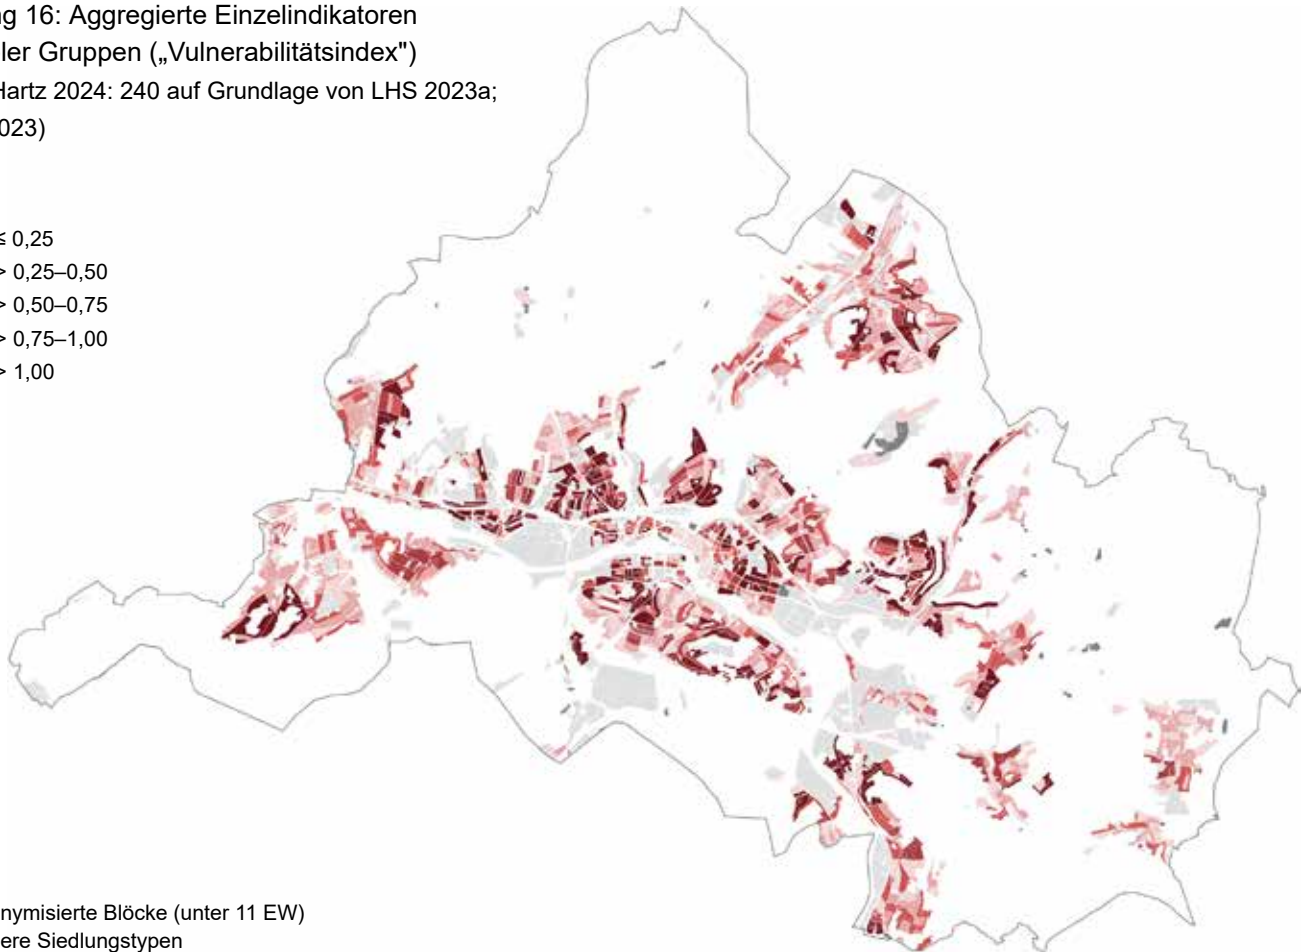 g 16: Aggregierte Einzelindikatoren
ler Gruppen („Vulnerabilitätsindex")
Hartz 2024: 240 auf Grundlage von LHS 2023a;
023)
≤ 0,25
> 0,25–0,50
> 0,50–0,75
> 0,75–1,00
> 1,00
nymisierte Blöcke (unter 11 EW)
ere Siedlungstypen